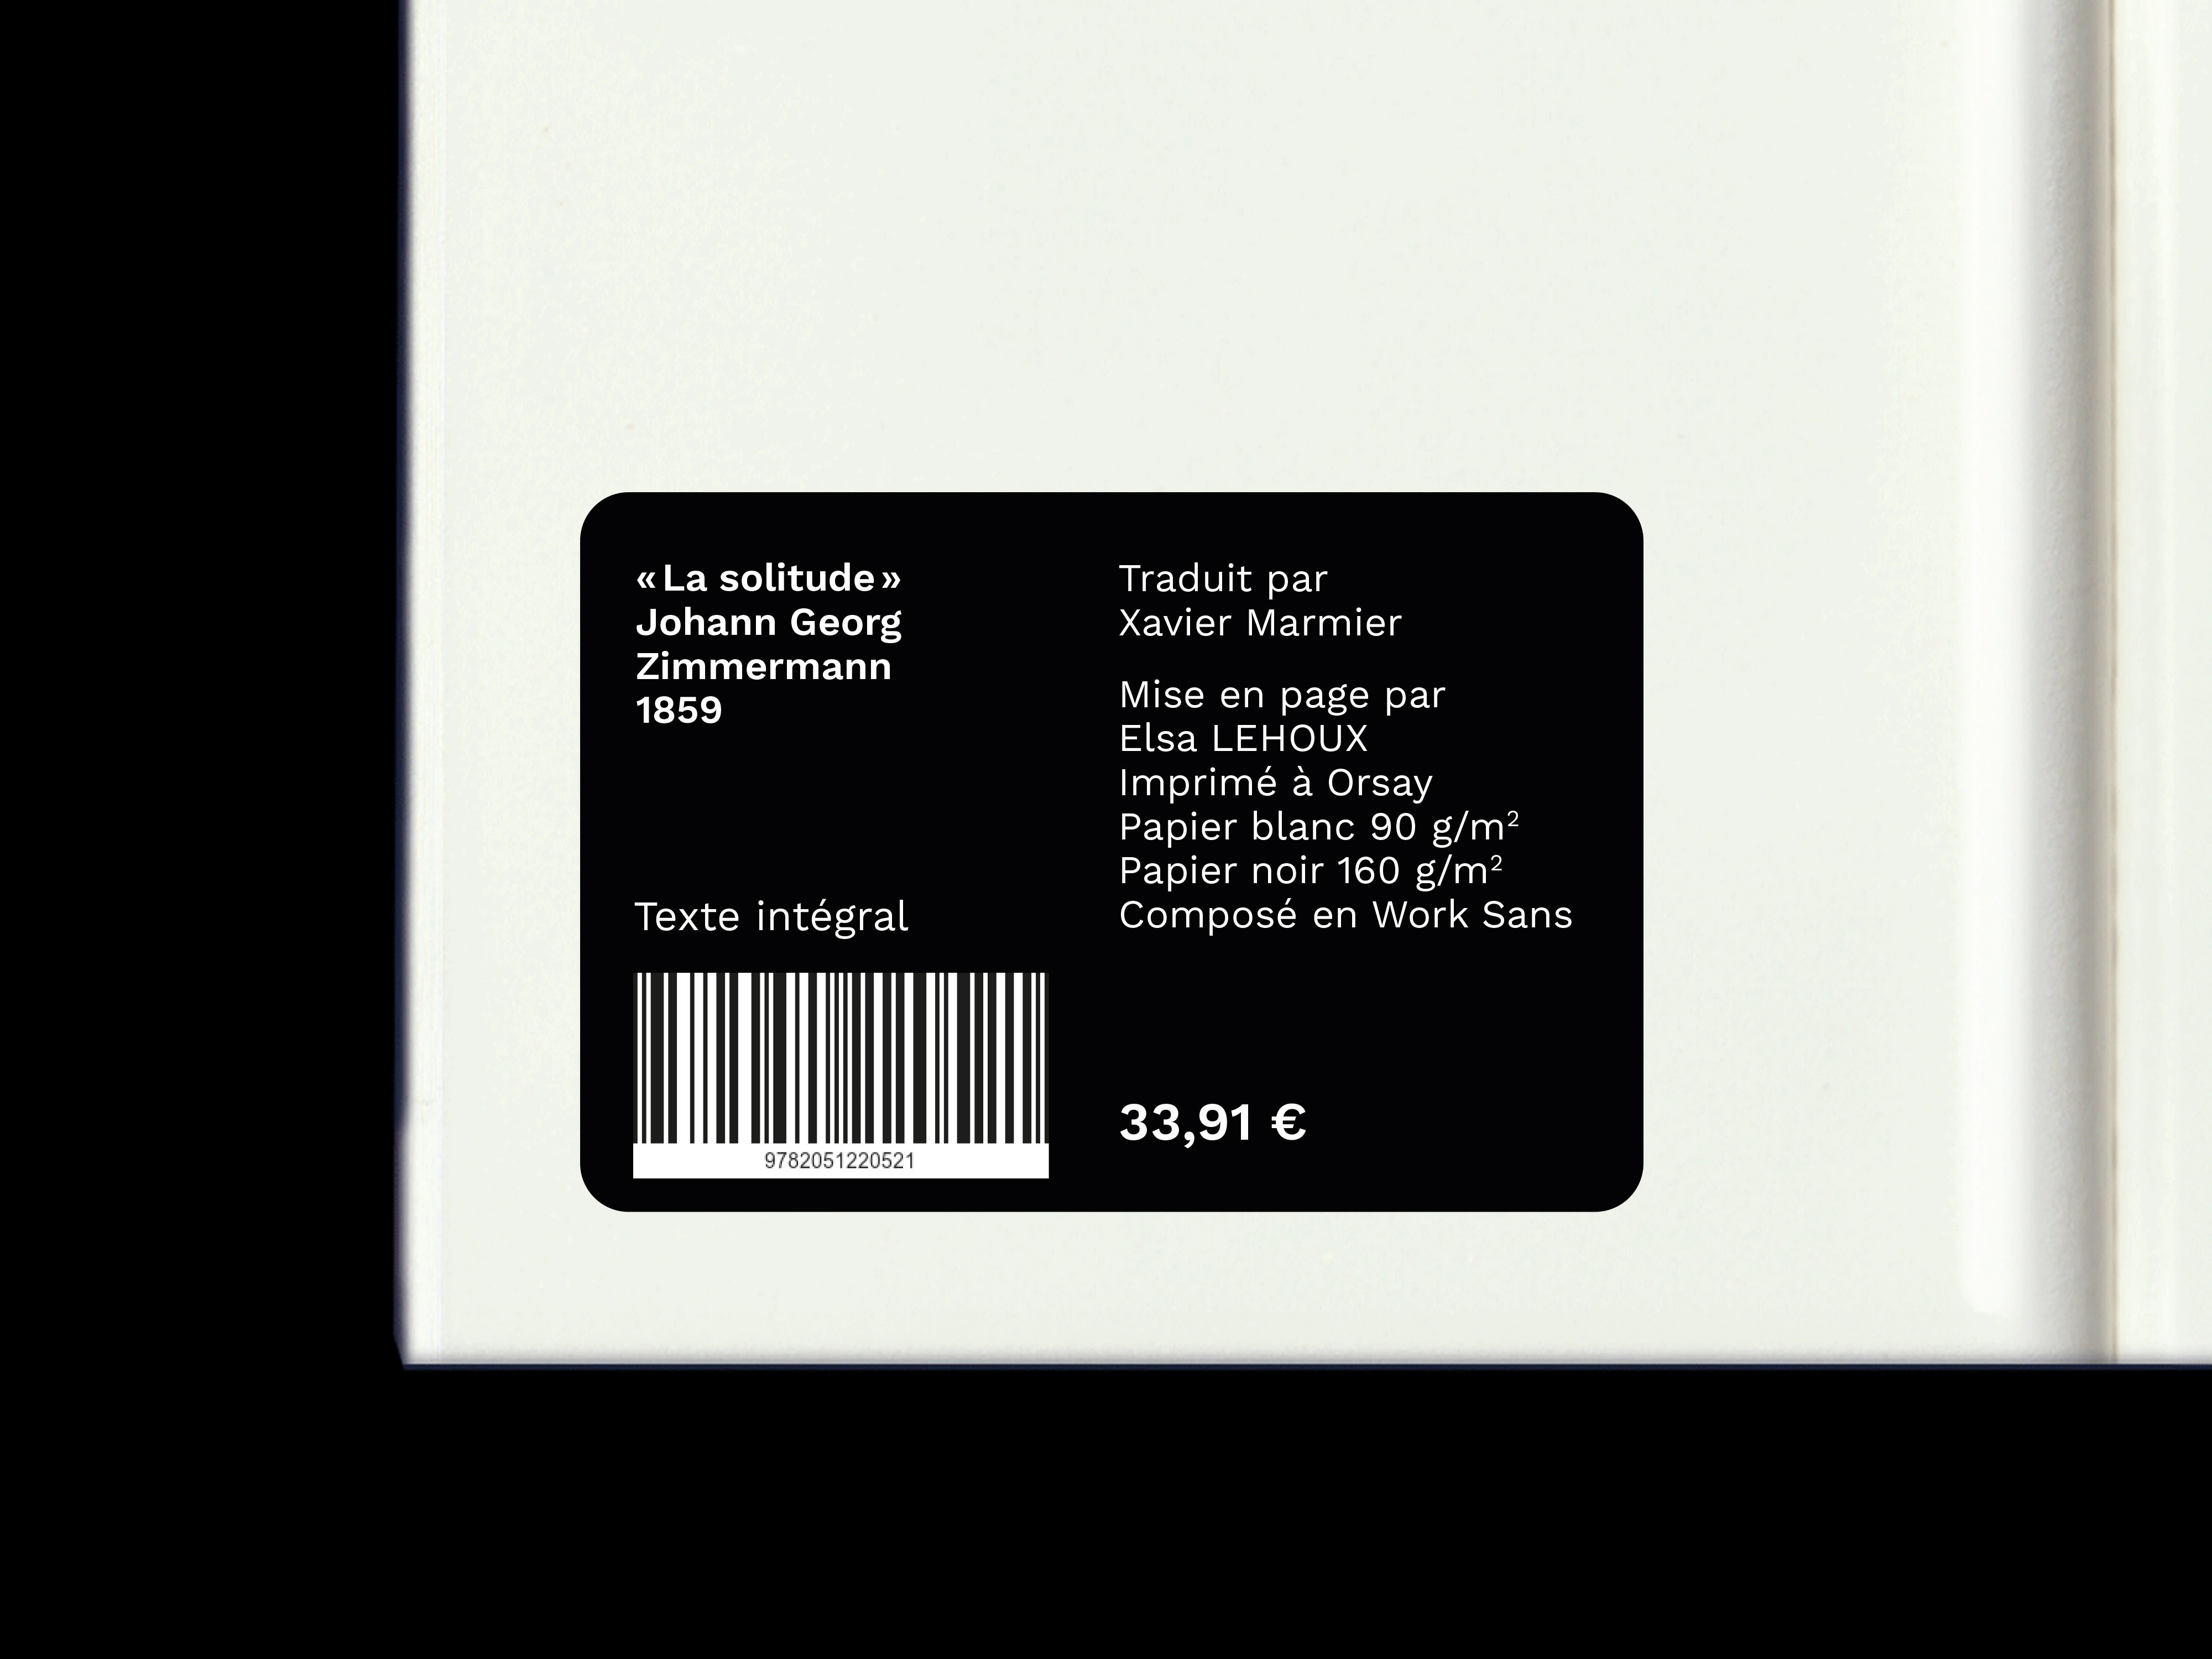 « La solitude »
Johann Georg
Zimmermann
1859
Texte intégral
9782051220521
Traduit par
Xavier Marmier
Mise en page par
Elsa LEHOUX
Imprimé à Orsay
Papier blanc 90 g/m²
Papier noir 160 g/m²
Composé en Work Sans
33,91 €